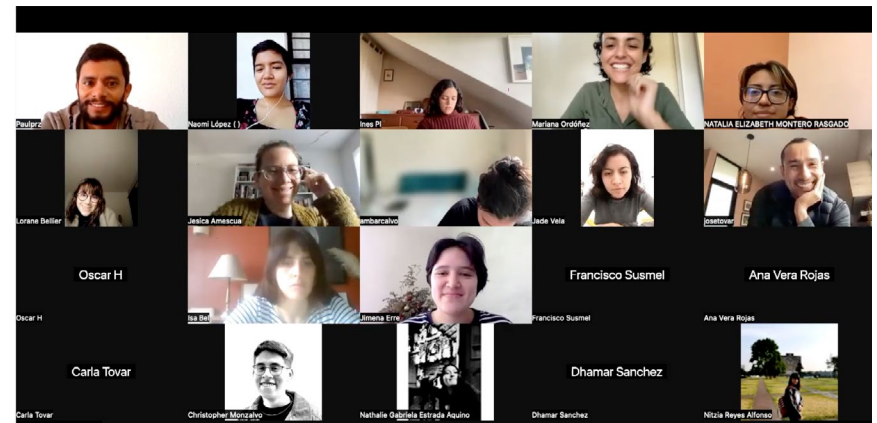 Paulprz
Naomi López ( )
Ines Pl
Mariana Ordóñez
NATALIA ELIZABETH MONTERO RASGADO
Lorane Bellier
Jesica Amescua
ambarcalvo
Jade Vela
josetovar
Oscar H
Oscar H
Isa Bel
Jimena Erre
Francisco Susmel
Francisco Susmel
Ana Vera Rojas
Ana Vera Rojas
Carla Tovar
Carla Tovar
Christopher Monzalvo
Nathalie Gabriela Estrada Aquino
Dhamar Sanchez
Dhamar Sanchez
Nitzia Reyes Alfonso